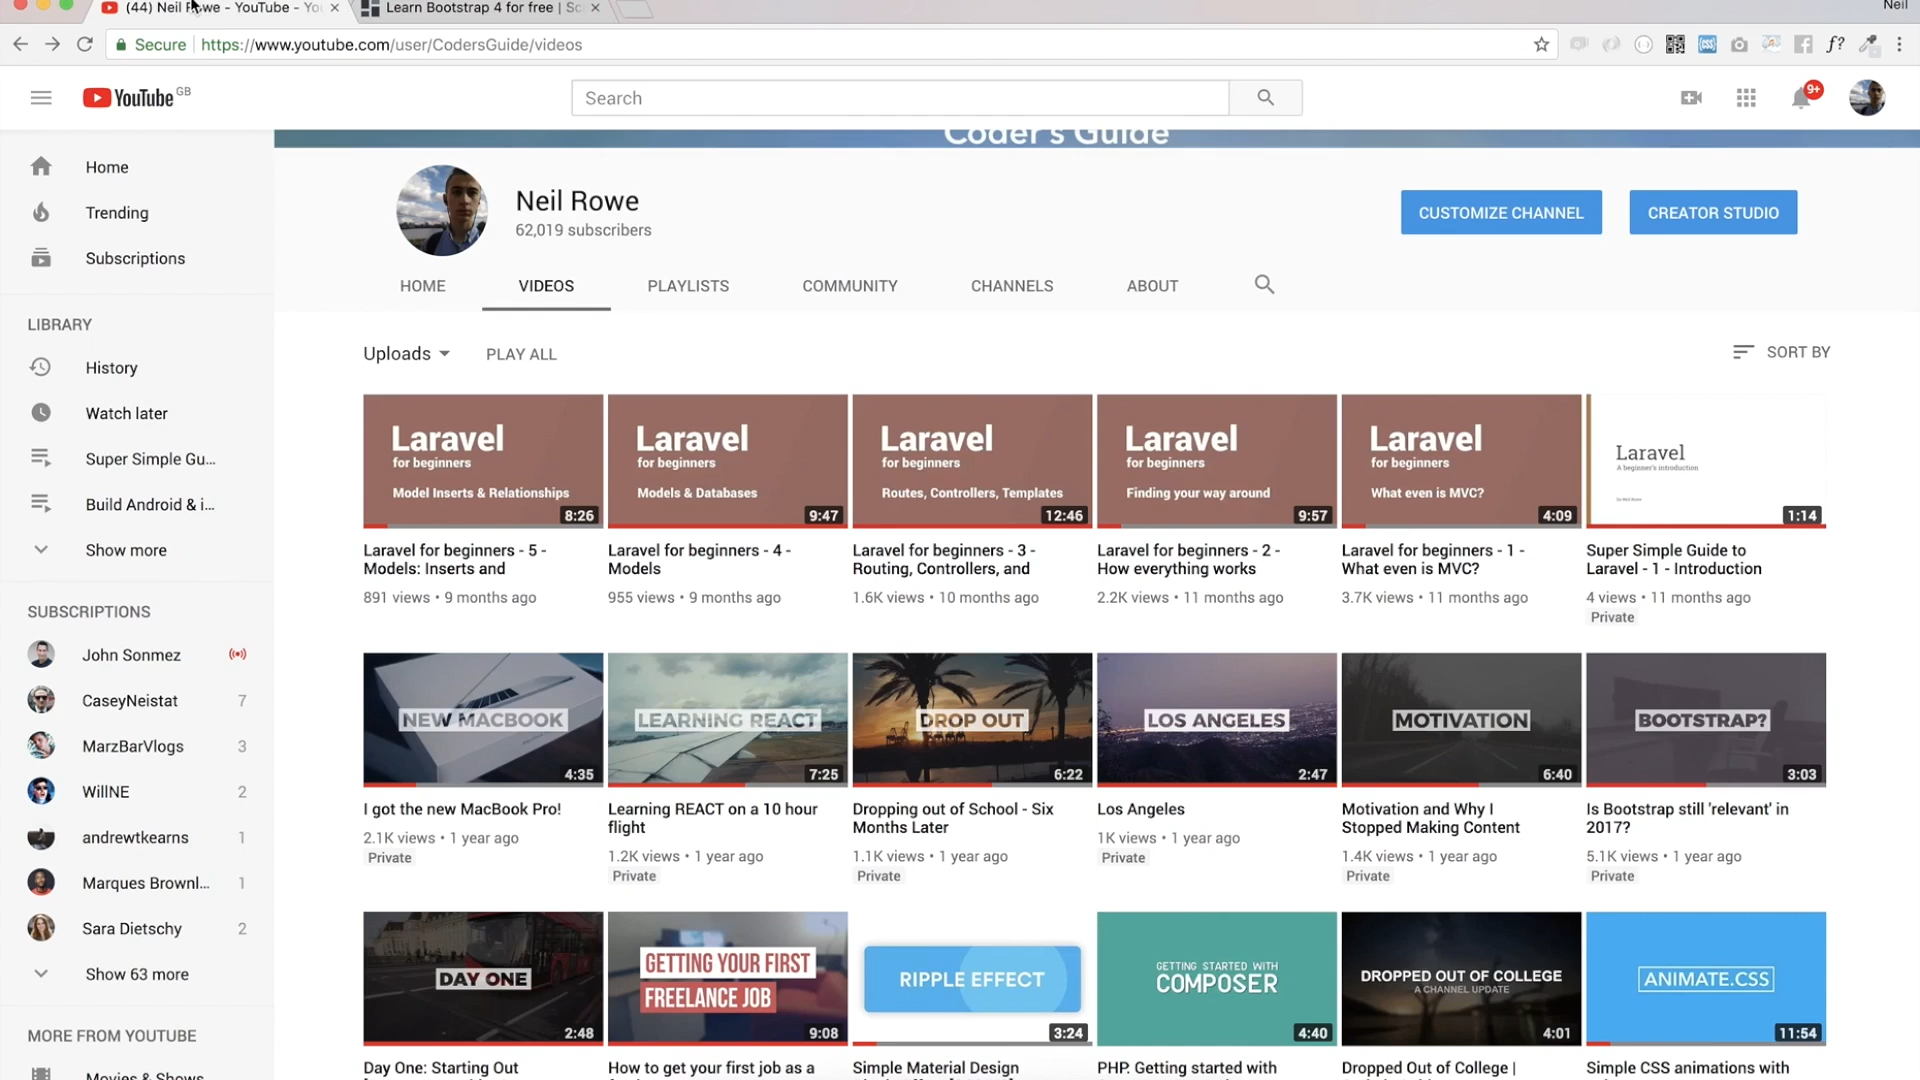 (44) Neil Rowe - YouTube - Yo
Learn Bootstrap 4 for free | Sc
Neil
Secure
https://www.youtube.com/user/CodersGuide/videos
f?
YouTube GB
Search
9+
Coder's Guide
Home
Trending
Subscriptions
LIBRARY
History
Watch later
Super Simple Gu...
Build Android & i...
Show more
SUBSCRIPTIONS
John Sonmez
CaseyNeistat 7
MarzBarVlogs 3
WillNE 2
andrewtkearns 1
Marques Brownl... 1
Sara Dietschy 2
Show 63 more
MORE FROM YOUTUBE
Movies & Shows
Neil Rowe
62,019 subscribers
CUSTOMIZE CHANNEL
CREATOR STUDIO
HOME VIDEOS PLAYLISTS COMMUNITY CHANNELS ABOUT
Uploads PLAY ALL
SORT BY
Laravel
for beginners
Model Inserts & Relationships
8:26
Laravel for beginners - 5 -
Models: Inserts and
891 views • 9 months ago
Laravel
for beginners
Models & Databases
9:47
Laravel for beginners - 4 -
Models
955 views • 9 months ago
Laravel
for beginners
Routes, Controllers, Templates
12:46
Laravel for beginners - 3 -
Routing, Controllers, and
1.6K views • 10 months ago
Laravel
for beginners
Finding your way around
9:57
Laravel for beginners - 2 -
How everything works
2.2K views • 11 months ago
Laravel
for beginners
What even is MVC?
4:09
Laravel for beginners - 1 -
What even is MVC?
3.7K views • 11 months ago
Laravel
A beginner's introduction
1:14
Super Simple Guide to
Laravel - 1 - Introduction
4 views • 11 months ago
Private
NEW MACBOOK
4:35
I got the new MacBook Pro!
2.1K views • 1 year ago
Private
LEARNING REACT
7:25
Learning REACT on a 10 hour
flight
1.2K views • 1 year ago
Private
DROP OUT
6:22
Dropping out of School - Six
Months Later
1.1K views • 1 year ago
Private
LOS ANGELES
2:47
Los Angeles
1K views • 1 year ago
Private
MOTIVATION
6:40
Motivation and Why I
Stopped Making Content
1.4K views • 1 year ago
Private
BOOTSTRAP?
3:03
Is Bootstrap still 'relevant' in
2017?
5.1K views • 1 year ago
Private
DAY ONE
2:48
Day One: Starting Out
GETTING YOUR FIRST
FREELANCE JOB
9:08
How to get your first job as a
RIPPLE EFFECT
3:24
Simple Material Design
GETTING STARTED WITH
COMPOSER
4:40
PHP: Getting started with
DROPPED OUT OF COLLEGE
A CHANNEL UPDATE
4:01
Dropped Out of College |
ANIMATE.CSS
11:54
Simple CSS animations with